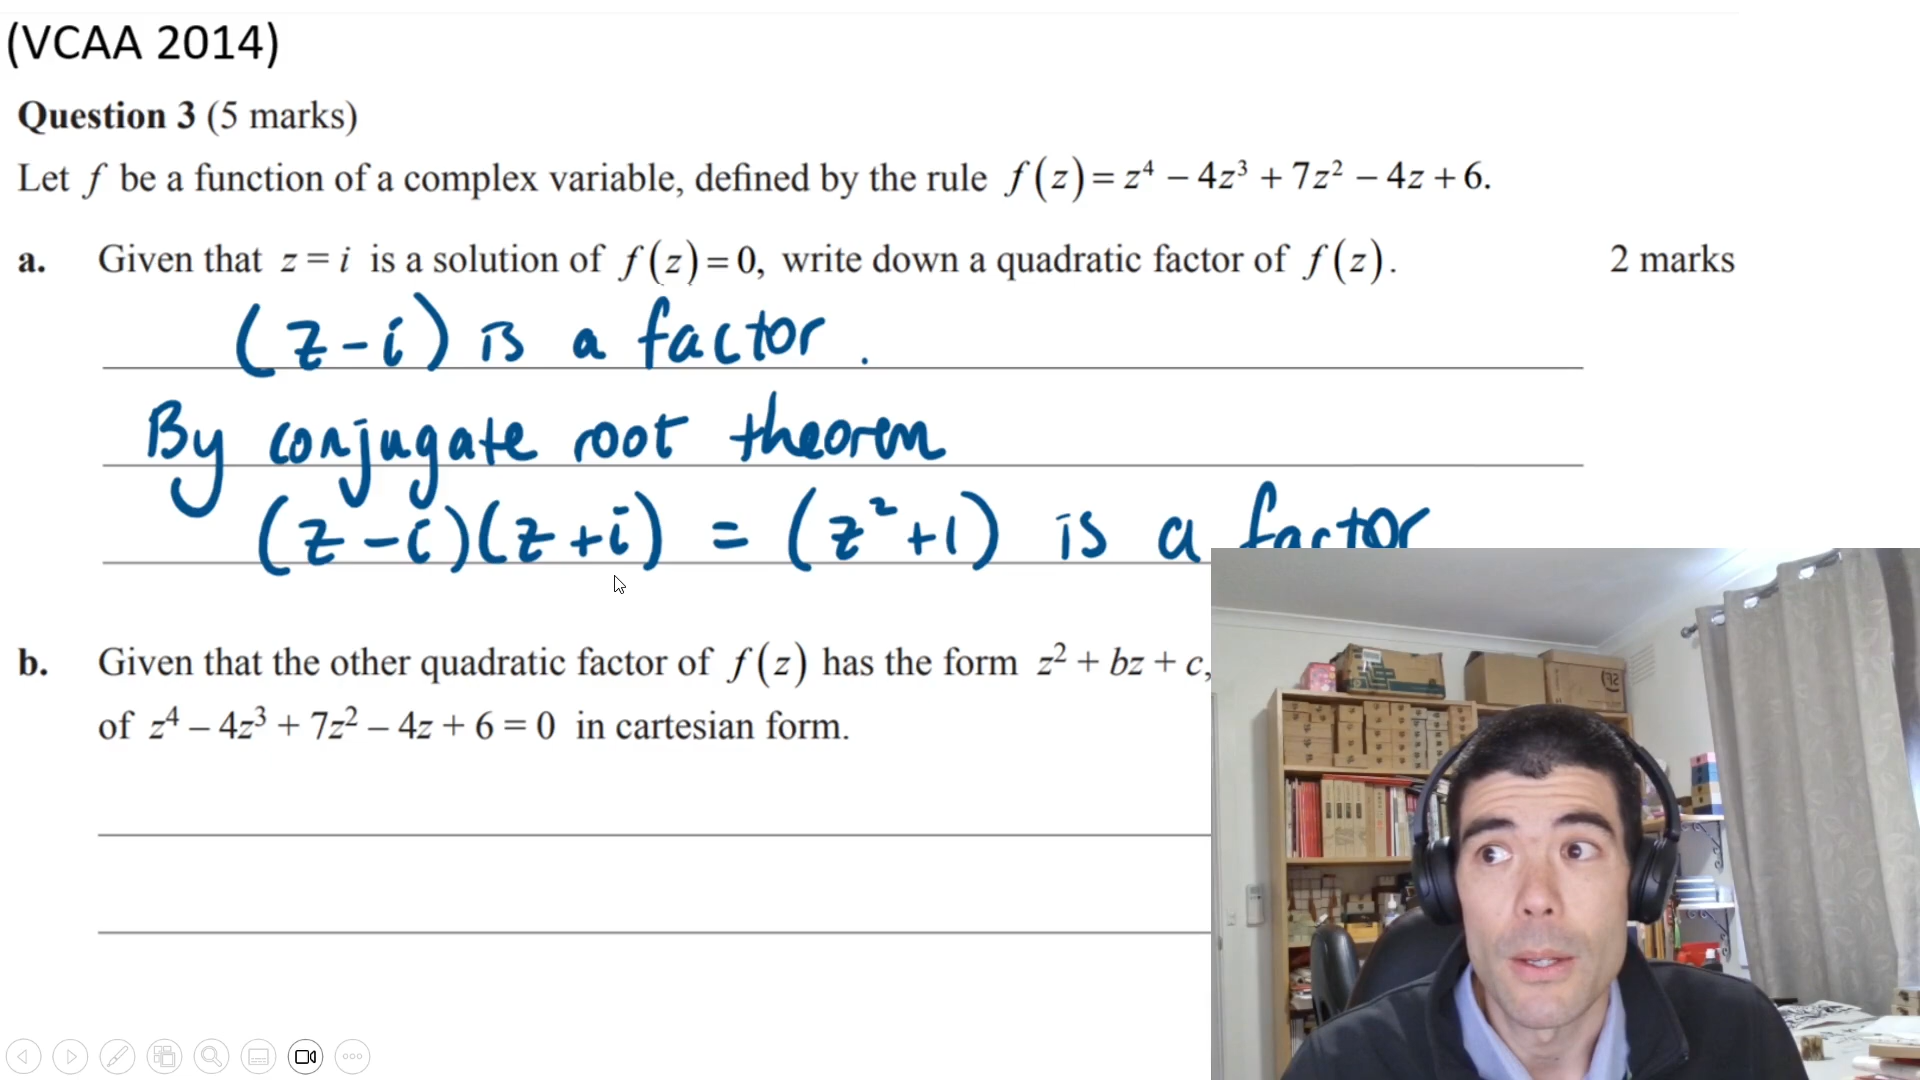 (VCAA 2014)
Question 3 (5 marks)
Let f be a function of a complex variable, defined by the rule f(z) = z⁴ − 4z³ + 7z² − 4z + 6.
a. Given that z = i is a solution of f(z) = 0, write down a quadratic factor of f(z). 2 marks
(z-i) is a factor.
By conjugate root theorem
(z-i)(z+i) = (z²+1) is a factor
b. Given that the other quadratic factor of f(z) has the form z² + bz + c,
of z⁴ − 4z³ + 7z² − 4z + 6 = 0 in cartesian form.